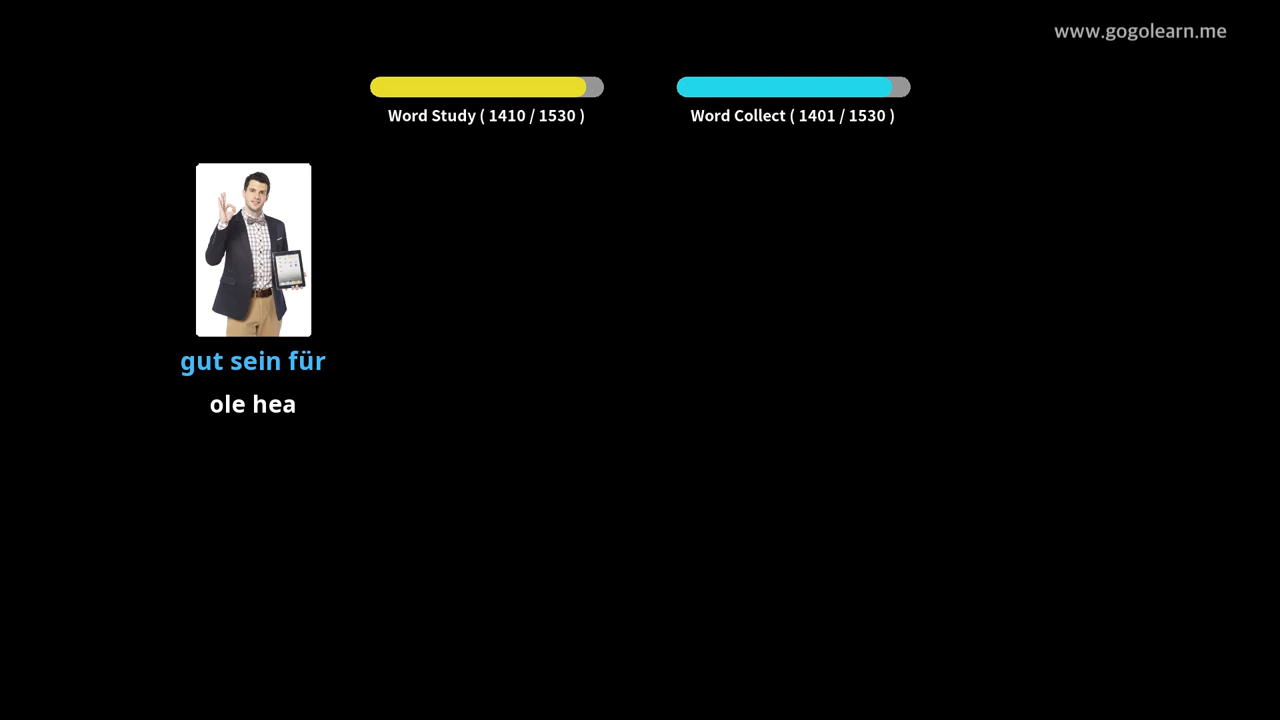 www.gogolearn.me
Word Study ( 1410 / 1530 )
Word Collect ( 1401 / 1530 )
gut sein für
ole hea